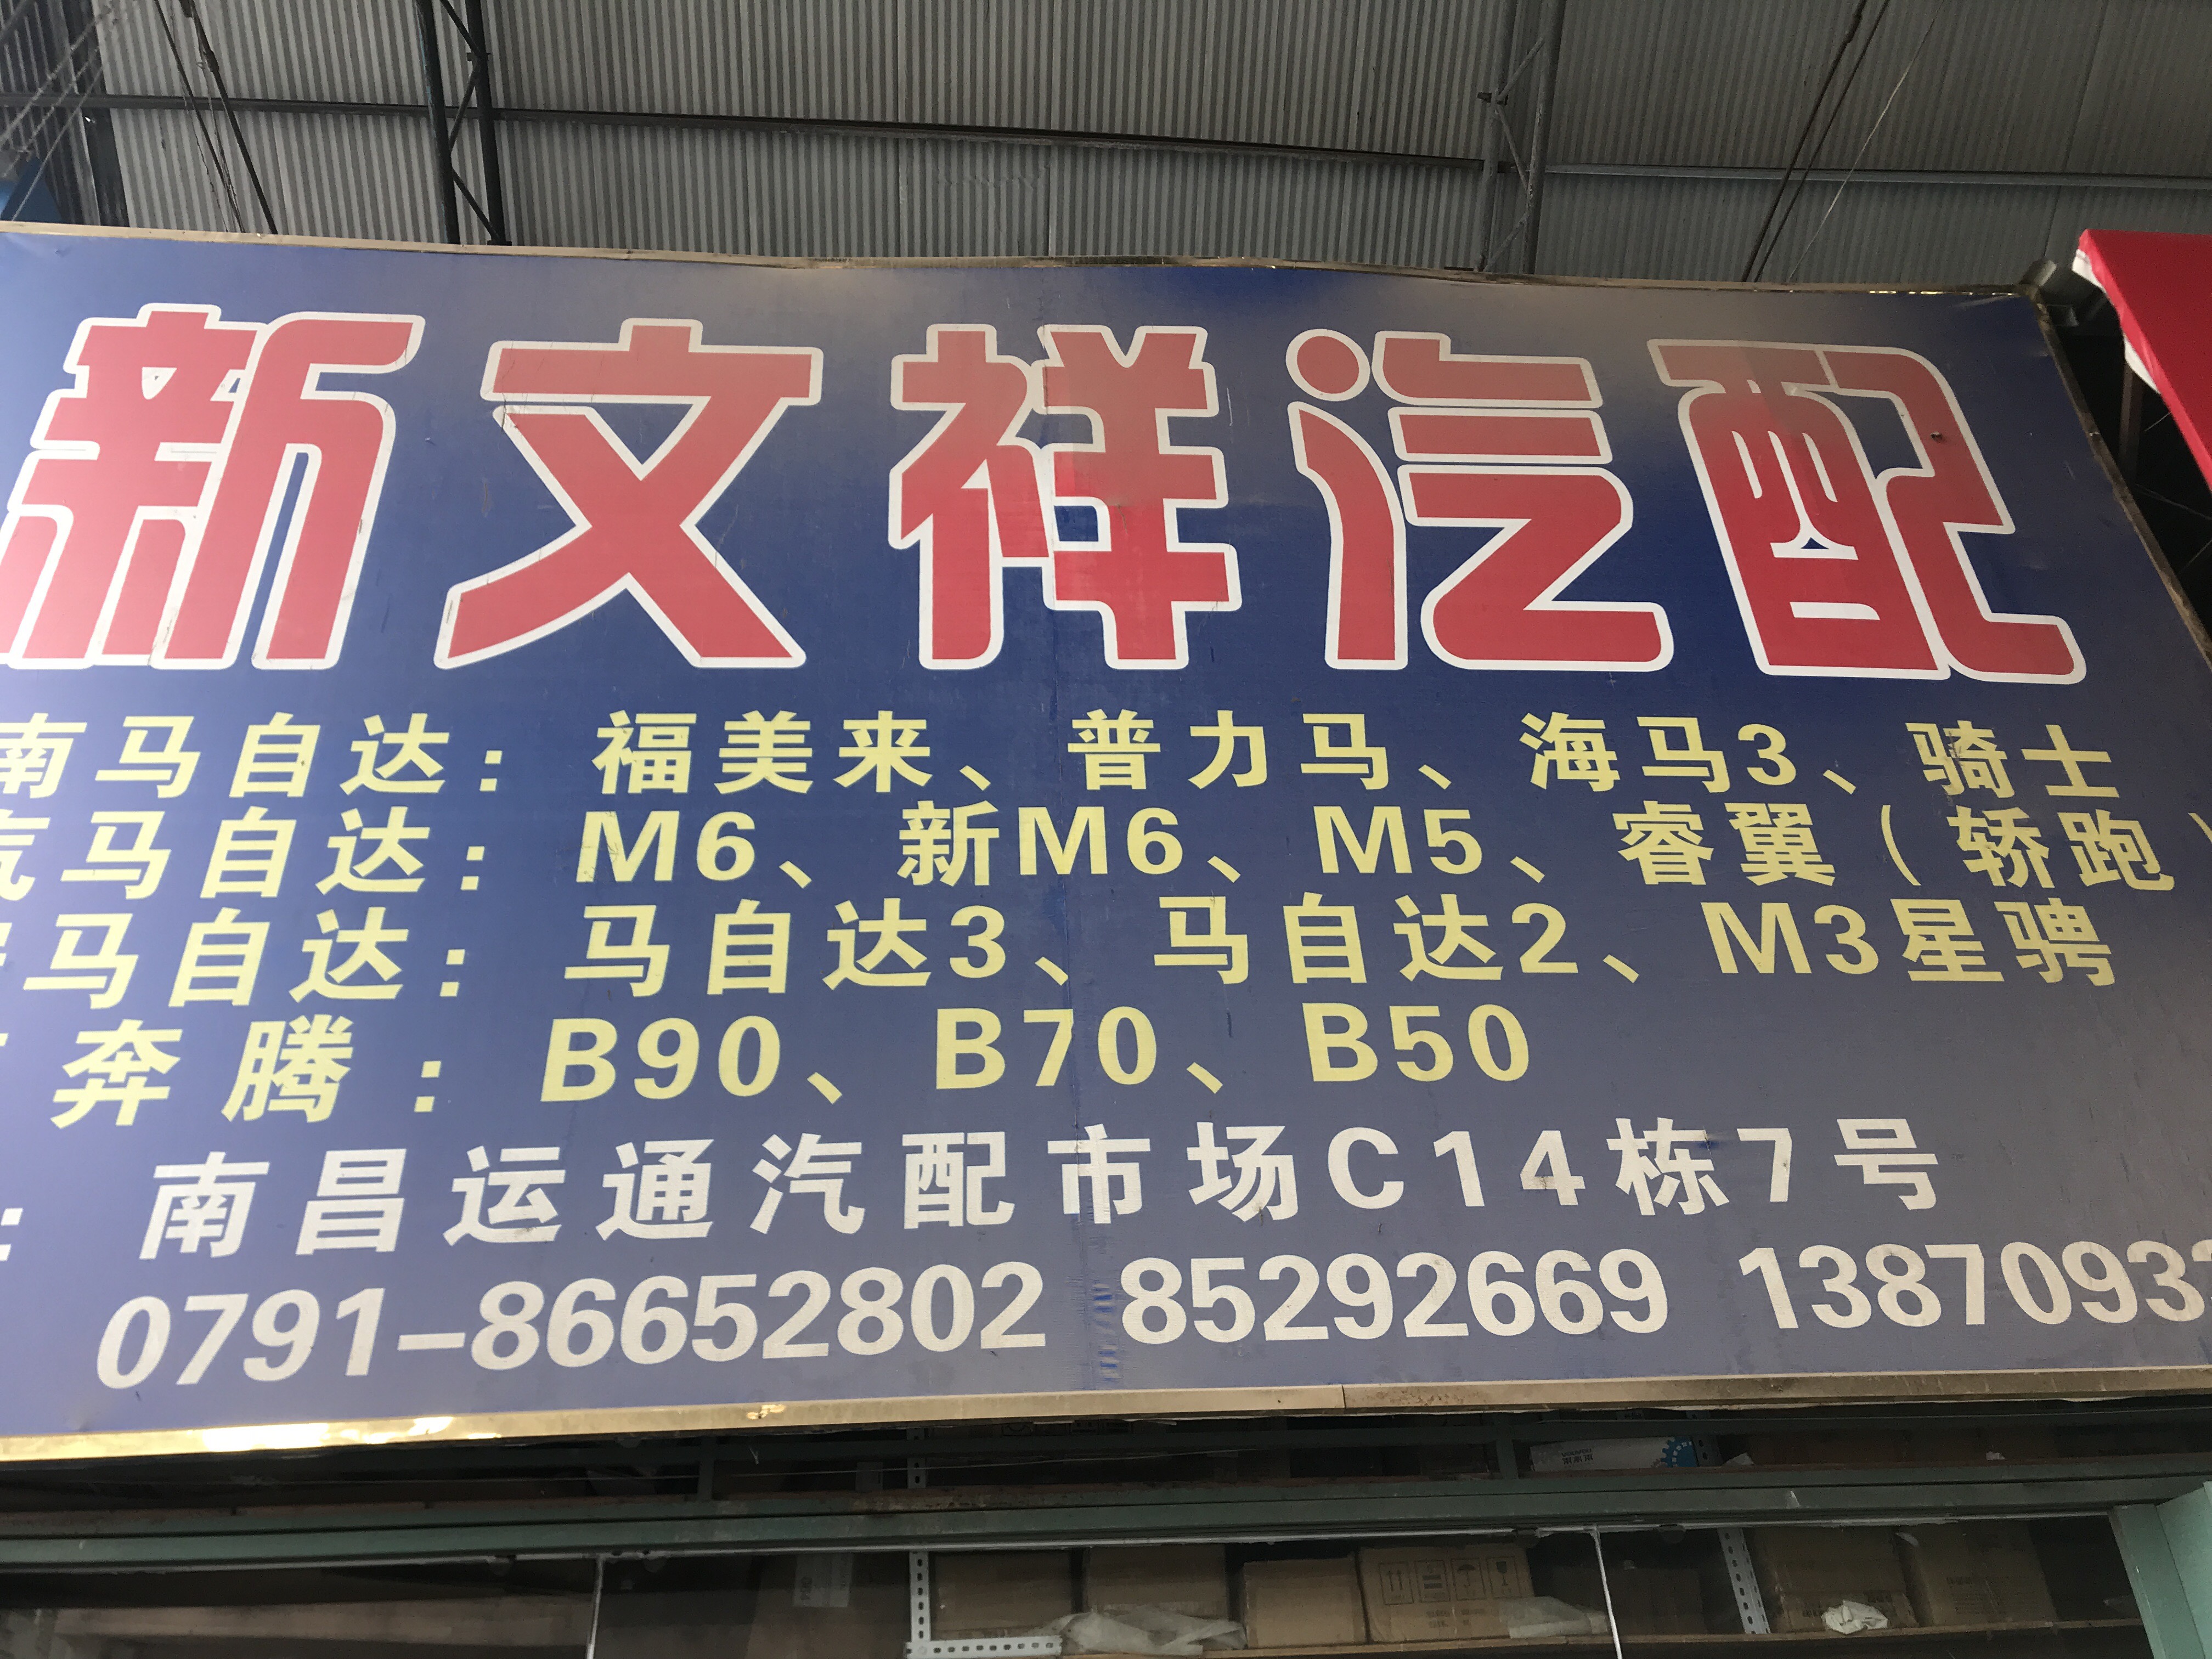 新文祥汽配
南马自达：福美来、普力马、海马3、骑士
马自达：M6、新M6、M5、睿翼（轿跑）
马自达：马自达3、马自达2、M3星骋
奔腾：B90、B70、B50
：南昌运通汽配市场C14栋7号
0791-86652802 85292669 1387093